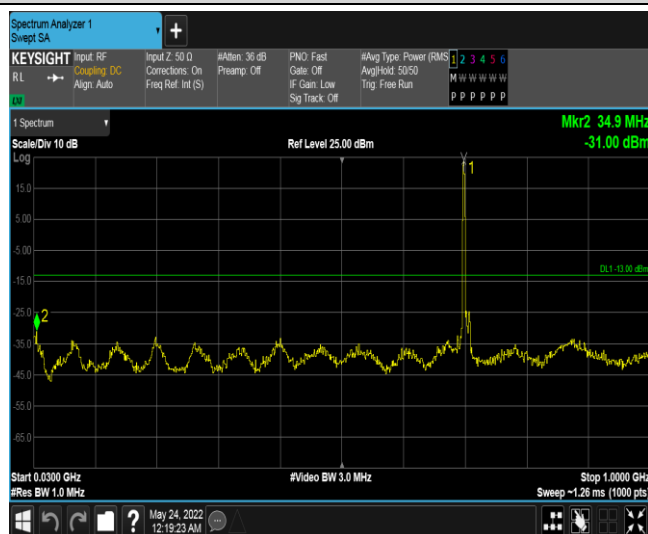 Spectrum Analyzer 1
Swept SA
+
KEYSIGHT Input: RF Input Z: 50 Ω #Atten: 36 dB PNO: Fast #Avg Type: Power (RMS 1 2 3 4 5 6
RL Coupling: DC Corrections: On Preamp: Off Gate: Off Avg|Hold: 50/50 M W W W W W
Align: Auto Freq Ref: Int (S) IF Gain: Low Trig: Free Run
Sig Track: Off P P P P P P
LXI
1 Spectrum Mkr2 34.9 MHz
Scale/Div 10 dB Ref Level 25.00 dBm -31.00 dBm
Log
1
15.0
5.00
-5.00
DL1 -13.00 dBm
-15.0
-25.0
2
-35.0
-45.0
-55.0
-65.0
Start 0.0300 GHz #Video BW 3.0 MHz Stop 1.0000 GHz
#Res BW 1.0 MHz Sweep ~1.26 ms (1000 pts)
? May 24, 2022
12:19:23 AM